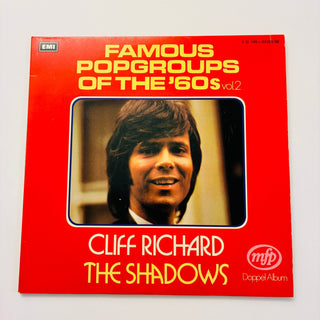 EMI
FAMOUS
POPGROUPS
OF THE '60s vol.2
CLIFF RICHARD
THE SHADOWS
mfp
Doppel Album